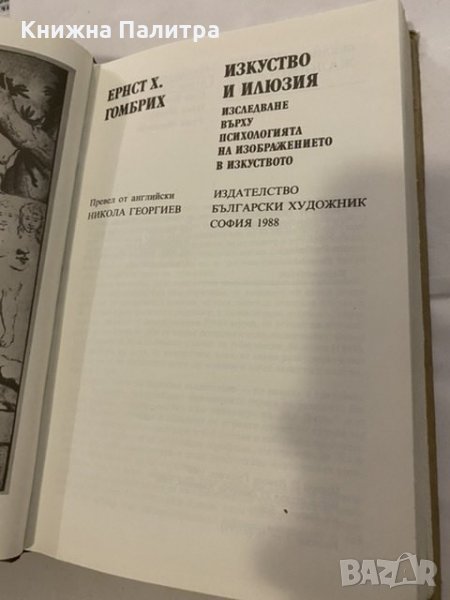 Книжна Палитра
ЕРНСТ Х.
ГОМБРИХ
ИЗКУСТВО
И ИЛЮЗИЯ
ИЗСЛЕДВАНЕ
ВЪРХУ
ПСИХОЛОГИЯТА
НА ИЗОБРАЖЕНИЕТО
В ИЗКУСТВОТО
Превел от английски
НИКОЛА ГЕОРГИЕВ
ИЗДАТЕЛСТВО
БЪЛГАРСКИ ХУДОЖНИК
СОФИЯ 1988
BAZAR